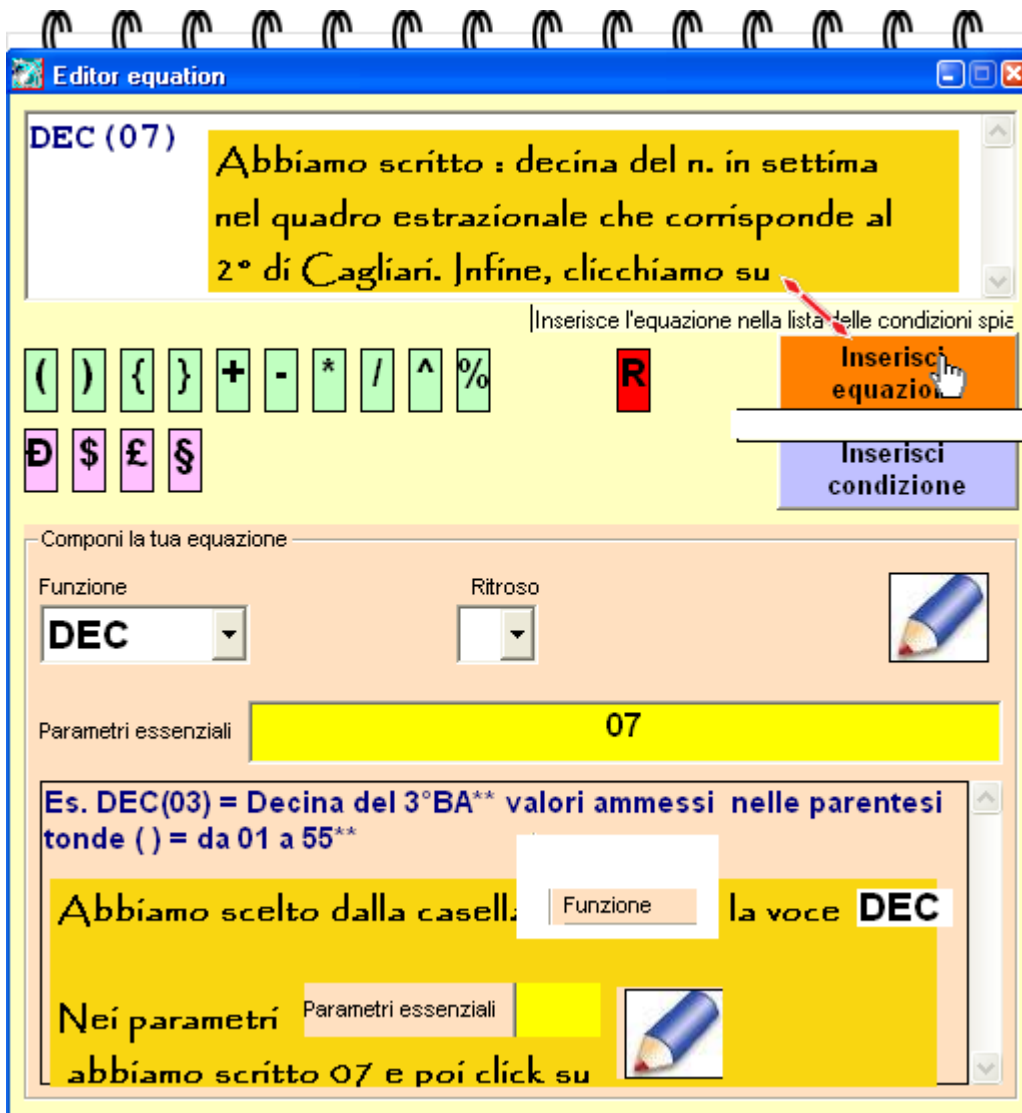 Editor equation
DEC(07)
Abbiamo scritto : decina del n. in settima
nel quadro estrazionale che corrisponde al
2° di Cagliari. Infine, clicchiamo su
Inserisce l'equazione nella lista delle condizioni spia
( ) { } + - * / ^ % R
Inserisci
equazion
Đ $ £ §
Inserisci
condizione
Componi la tua equazione
Funzione Ritroso
DEC
Parametri essenziali 07
Es. DEC(03) = Decina del 3°BA** valori ammessi nelle parentesi
tonde ( ) = da 01 a 55**
Abbiamo scelto dalla casella Funzione la voce DEC
Nei parametri Parametri essenziali
abbiamo scritto 07 e poi click su